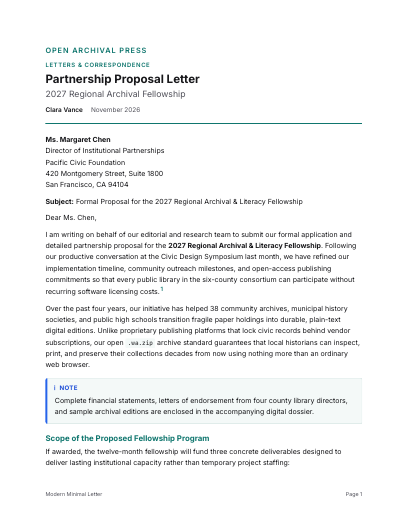 OPEN ARCHIVAL PRESS
LETTERS & CORRESPONDENCE
Partnership Proposal Letter
2027 Regional Archival Fellowship
Clara Vance November 2026
Ms. Margaret Chen
Director of Institutional Partnerships
Pacific Civic Foundation
420 Montgomery Street, Suite 1800
San Francisco, CA 94104
Subject: Formal Proposal for the 2027 Regional Archival & Literacy Fellowship
Dear Ms. Chen,
I am writing on behalf of our editorial and research team to submit our formal application and
detailed partnership proposal for the 2027 Regional Archival & Literacy Fellowship. Following
our productive conversation at the Civic Design Symposium last month, we have refined our
implementation timeline, community outreach milestones, and open-access publishing
commitments so that every public library in the six-county consortium can participate without
recurring software licensing costs.1
Over the past four years, our initiative has helped 38 community archives, municipal history
societies, and public high schools transition fragile paper holdings into durable, plain-text
digital editions. Unlike proprietary publishing platforms that lock civic records behind vendor
subscriptions, our open .wa.zip archive standard guarantees that local historians can inspect,
print, and preserve their collections decades from now using nothing more than an ordinary
web browser.
i NOTE
Complete financial statements, letters of endorsement from four county library directors,
and sample archival editions are enclosed in the accompanying digital dossier.
Scope of the Proposed Fellowship Program
If awarded, the twelve-month fellowship will fund three concrete deliverables designed to
deliver lasting institutional capacity rather than temporary project staffing:
Modern Minimal Letter Page 1